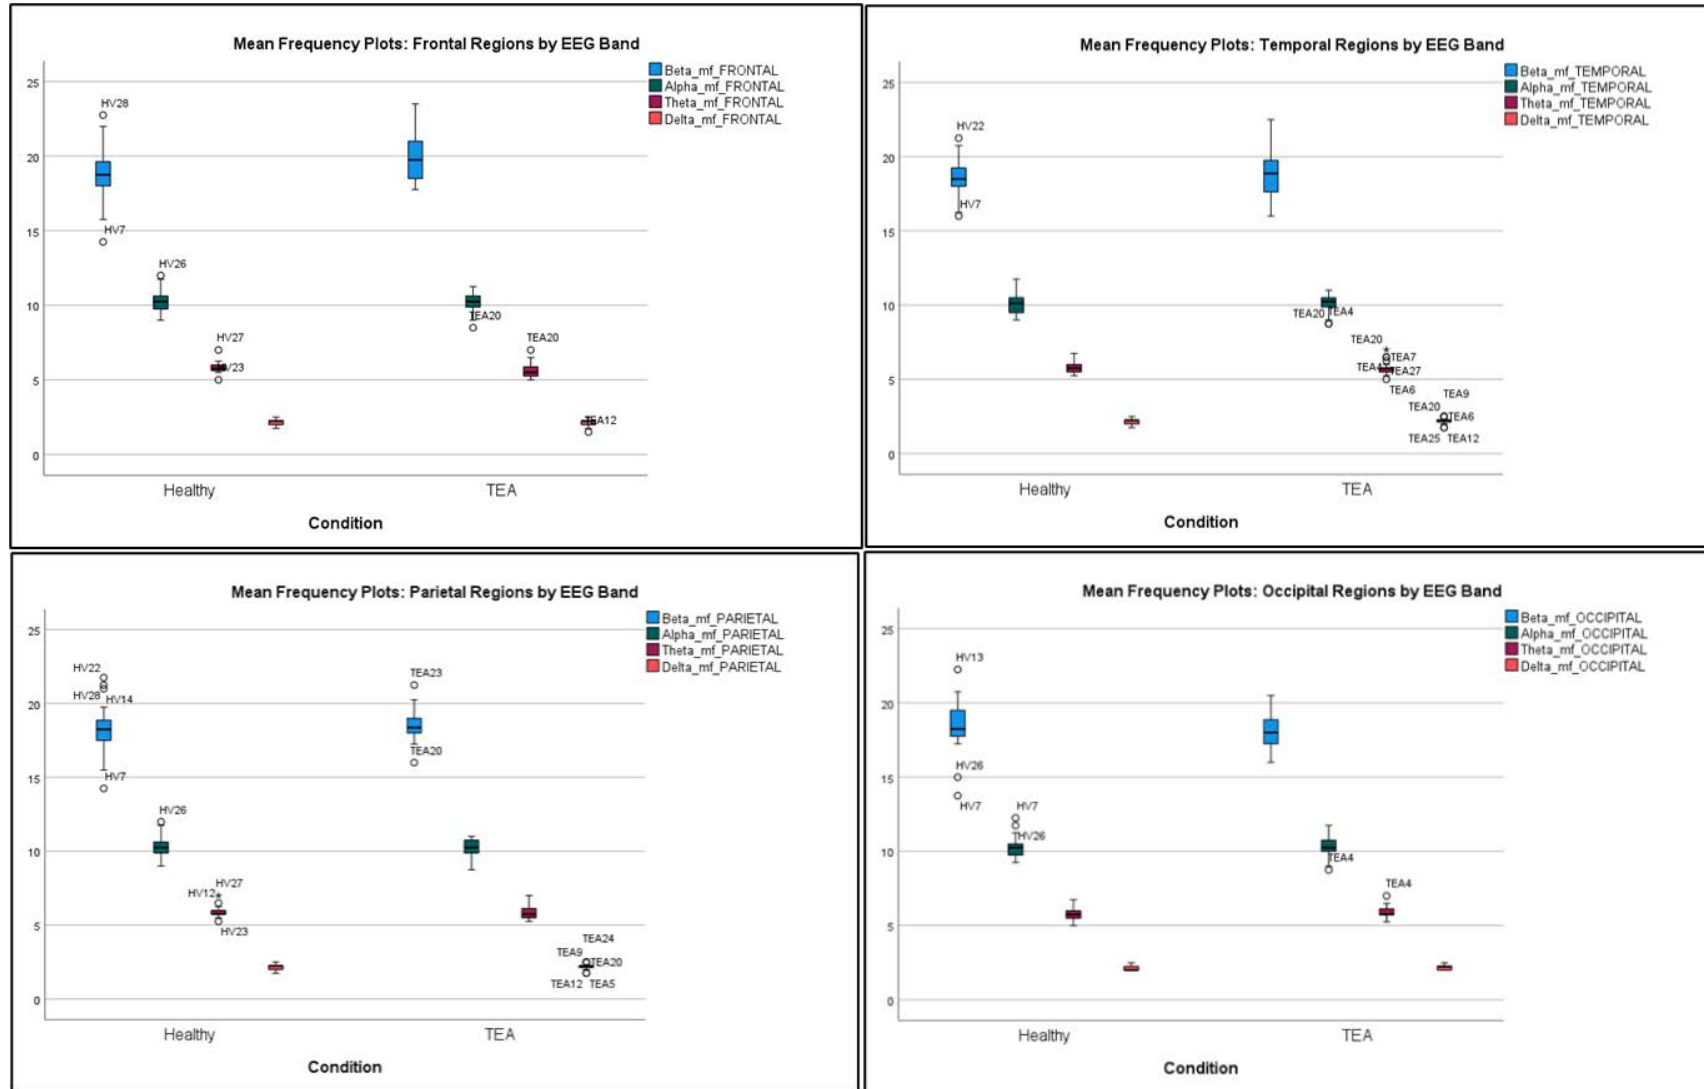 Mean Frequency Plots: Frontal Regions by EEG Band
Beta_mf_FRONTAL
Alpha_mf_FRONTAL
Theta_mf_FRONTAL
Delta_mf_FRONTAL
25
20
15
10
5
0
HV28
HV7
HV26
HV27
HV23
TEA20
TEA20
TEA12
Healthy
TEA
Condition
Mean Frequency Plots: Temporal Regions by EEG Band
Beta_mf_TEMPORAL
Alpha_mf_TEMPORAL
Theta_mf_TEMPORAL
Delta_mf_TEMPORAL
25
20
15
10
5
0
HV22
HV7
TEA20 TEA4
TEA20
TEA7
TEA4 TEA27
TEA6
TEA9
TEA20
TEA6
TEA25 TEA12
Healthy
TEA
Condition
Mean Frequency Plots: Parietal Regions by EEG Band
Beta_mf_PARIETAL
Alpha_mf_PARIETAL
Theta_mf_PARIETAL
Delta_mf_PARIETAL
25
20
15
10
5
0
HV22
HV28 HV14
HV7
HV26
HV27
HV12
HV23
TEA23
TEA20
TEA24
TEA9
TEA20
TEA12 TEA5
Healthy
TEA
Condition
Mean Frequency Plots: Occipital Regions by EEG Band
Beta_mf_OCCIPITAL
Alpha_mf_OCCIPITAL
Theta_mf_OCCIPITAL
Delta_mf_OCCIPITAL
25
20
15
10
5
0
HV13
HV26
HV7
HV7
HV26
TEA4
TEA4
Healthy
TEA
Condition